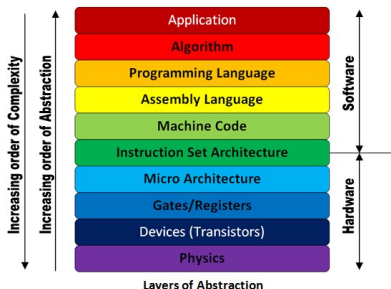 Increasing order of Complexity
Increasing order of Abstraction
Application
Algorithm
Programming Language
Assembly Language
Machine Code
Instruction Set Architecture
Micro Architecture
Gates/Registers
Devices (Transistors)
Physics
Software
Hardware
Layers of Abstraction